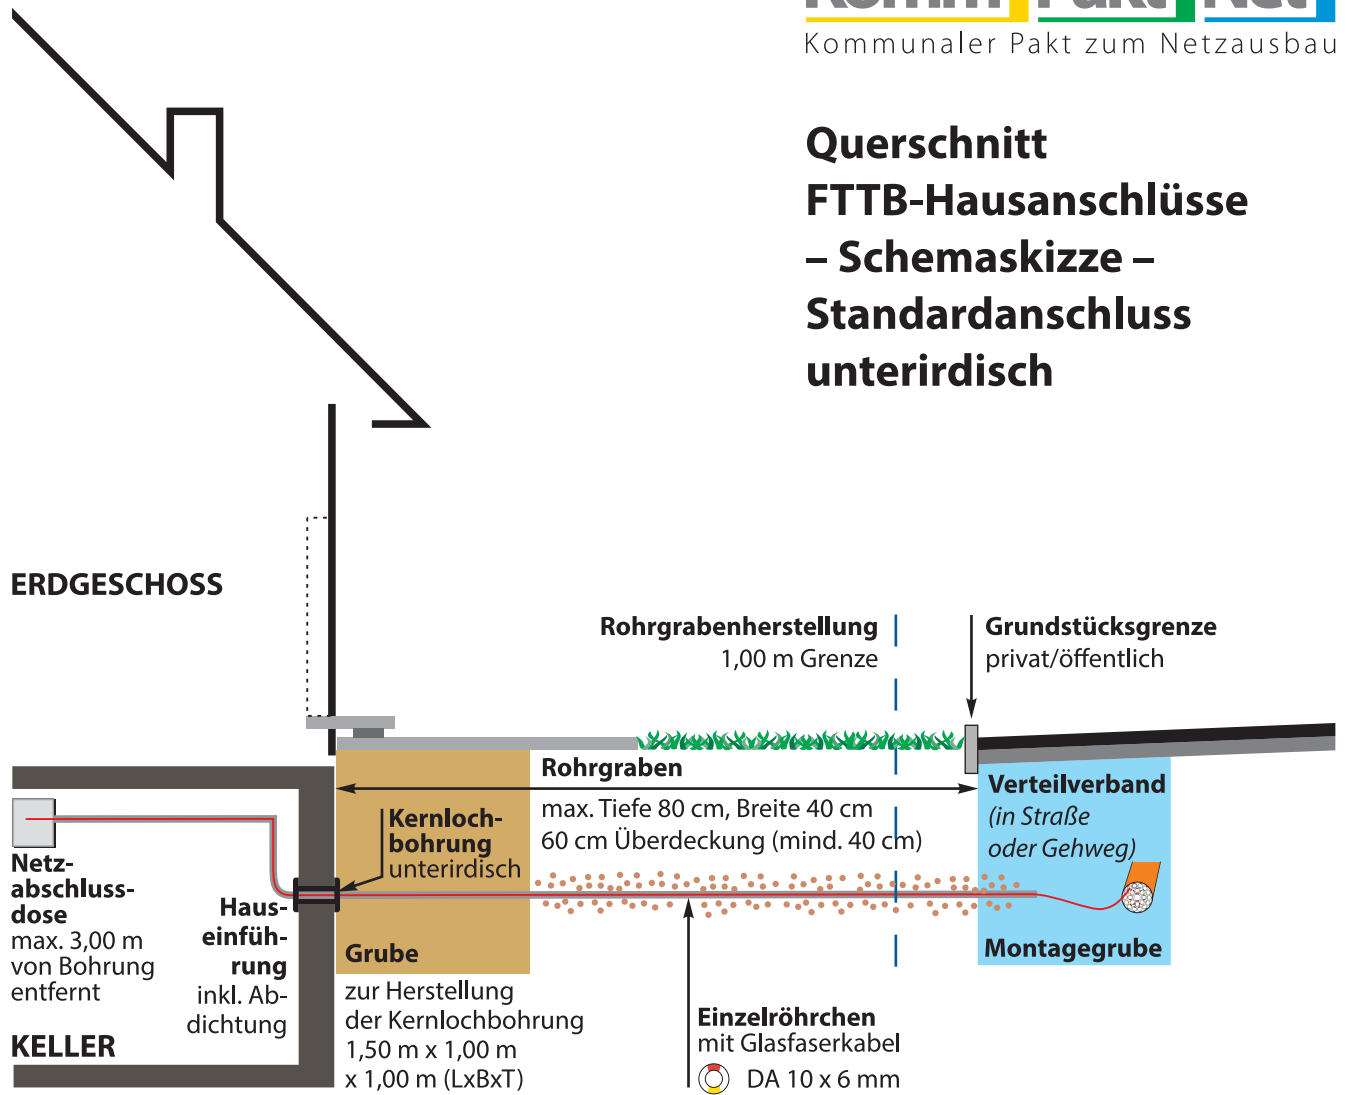 Komm Pakt Net
Kommunaler Pakt zum Netzausbau
Querschnitt
FTTB-Hausanschlüsse
– Schemaskizze –
Standardanschluss
unterirdisch
ERDGESCHOSS
Rohrgrabenherstellung
1,00 m Grenze
Grundstücksgrenze
privat/öffentlich
Rohrgraben
max. Tiefe 80 cm, Breite 40 cm
60 cm Überdeckung (mind. 40 cm)
Verteilverband
(in Straße
oder Gehweg)
Kernloch-
bohrung
unterirdisch
Netz-
abschluss-
dose
max. 3,00 m
von Bohrung
entfernt
Haus-
einfüh-
rung
inkl. Ab-
dichtung
Grube
zur Herstellung
der Kernlochbohrung
1,50 m x 1,00 m
x 1,00 m (LxBxT)
Montagegrube
Einzelröhrchen
mit Glasfaserkabel
DA 10 x 6 mm
KELLER